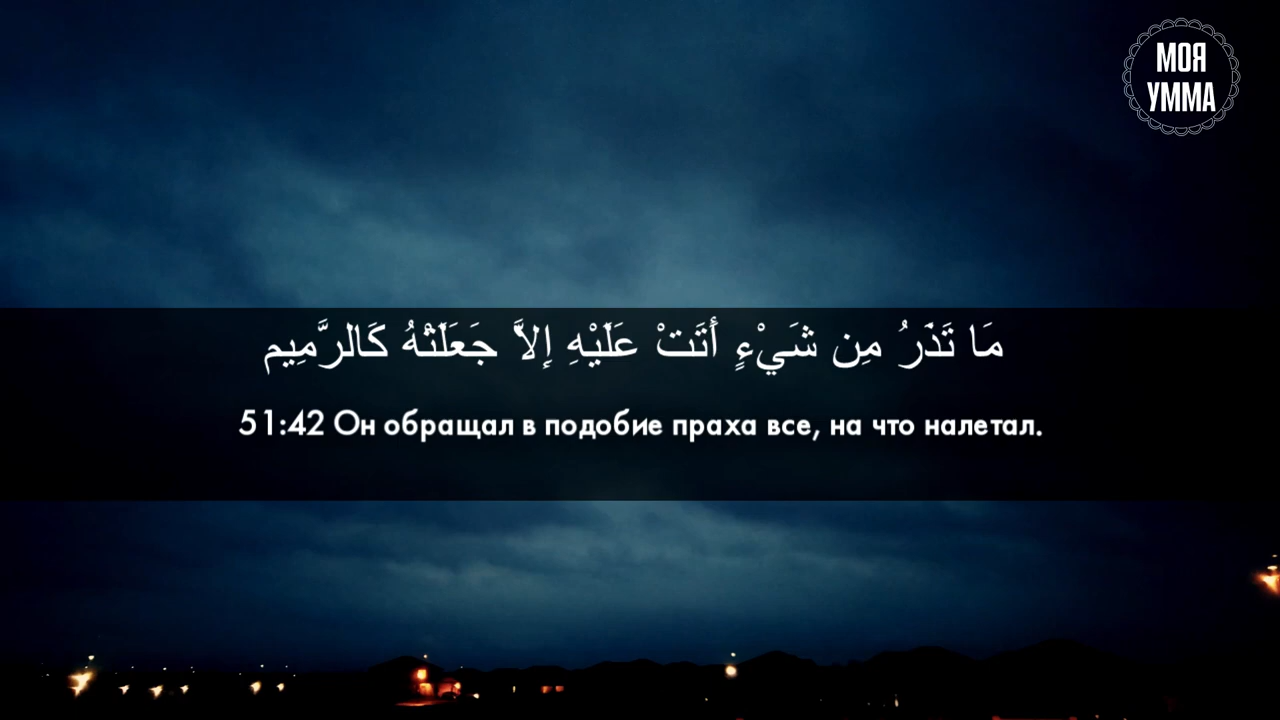 МОЯ
УММА
مَا تَذَرُ مِن شَيْءٍ أَتَتْ عَلَيْهِ إِلاَّ جَعَلَتْهُ كَالرَّمِيمِ
51:42 Он обращал в подобие праха все, на что налетал.